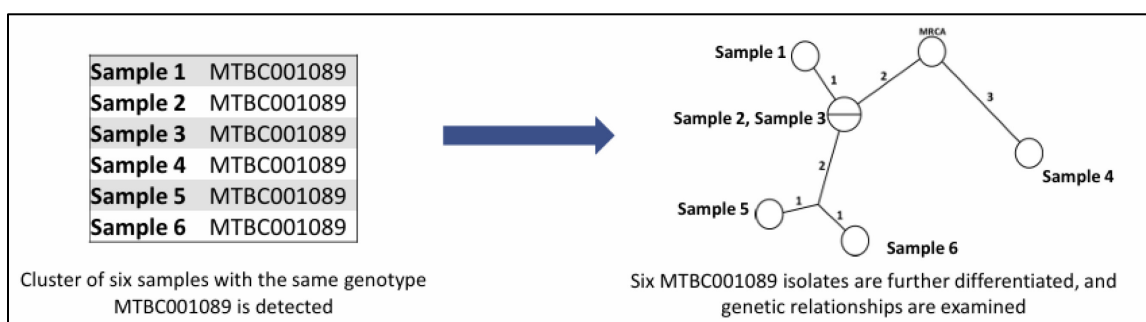 Sample 1 MTBC001089
Sample 2 MTBC001089
Sample 3 MTBC001089
Sample 4 MTBC001089
Sample 5 MTBC001089
Sample 6 MTBC001089
Cluster of six samples with the same genotype
MTBC001089 is detected
MRCA
Sample 1
1
2
3
Sample 2, Sample 3
Sample 4
2
Sample 5
1
1
Sample 6
Six MTBC001089 isolates are further differentiated, and
genetic relationships are examined